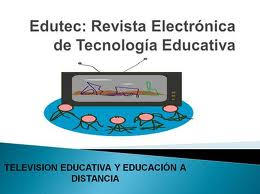 Edutec: Revista Electrónica
de Tecnología Educativa
TELEVISION EDUCATIVA Y EDUCACIÓN A
DISTANCIA